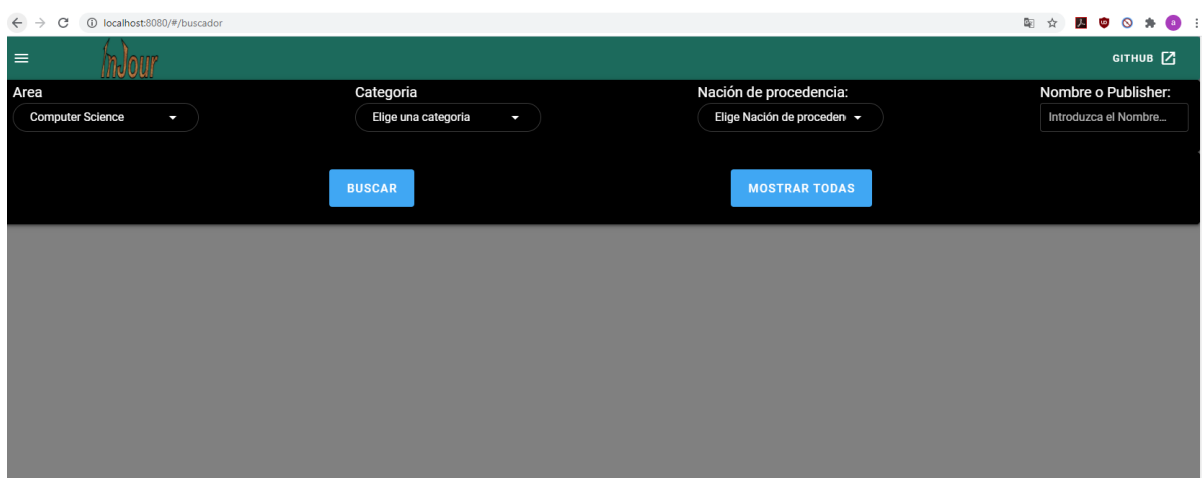 localhost:8080/#/buscador
a
InJour
GITHUB
Area
Categoria
Nación de procedencia:
Nombre o Publisher:
Computer Science
Elige una categoria
Elige Nación de proceden
Introduzca el Nombre...
BUSCAR
MOSTRAR TODAS